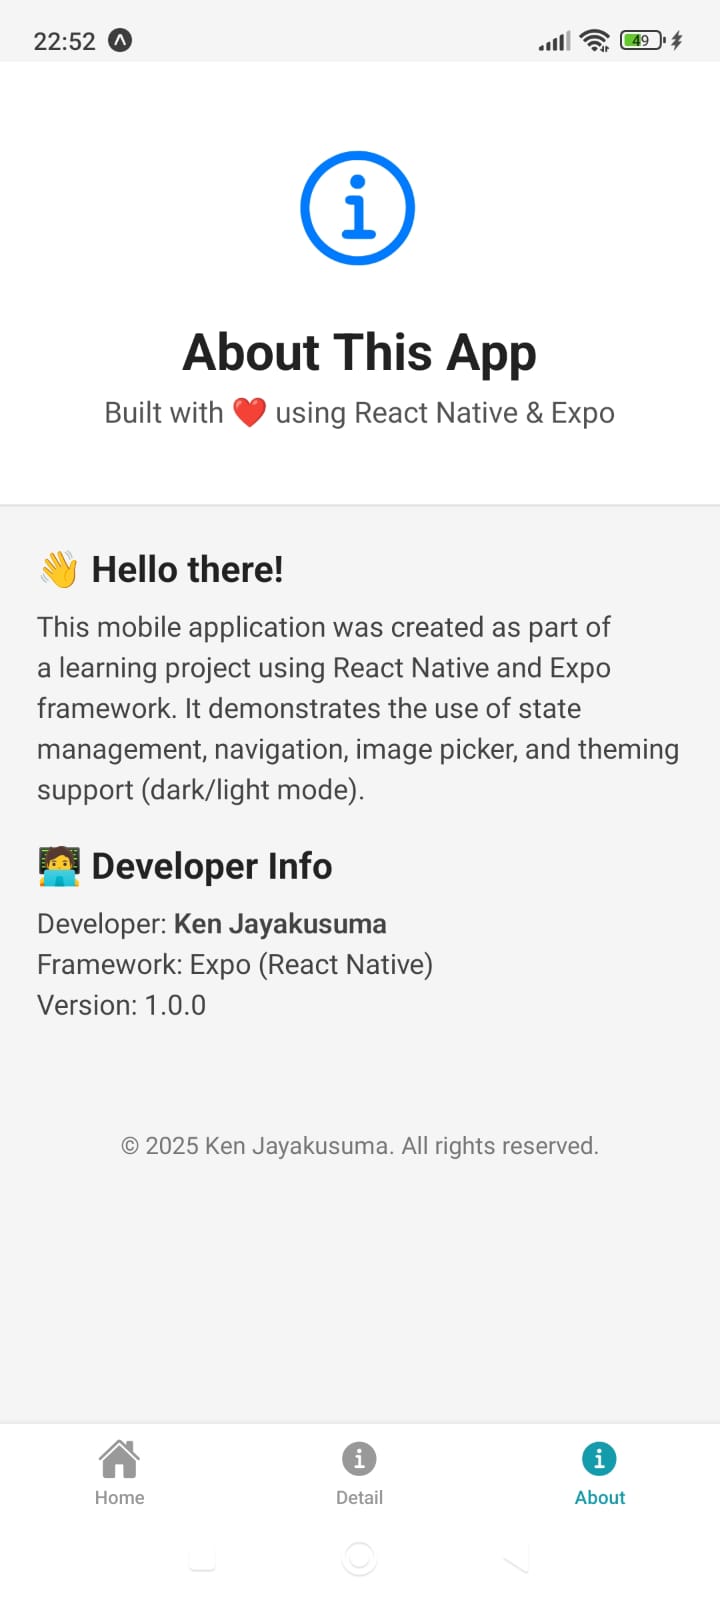 22:52
49
About This App
Built with ❤️ using React Native & Expo
👋 Hello there!
This mobile application was created as part of
a learning project using React Native and Expo
framework. It demonstrates the use of state
management, navigation, image picker, and theming
support (dark/light mode).
🧑‍💻 Developer Info
Developer: Ken Jayakusuma
Framework: Expo (React Native)
Version: 1.0.0
© 2025 Ken Jayakusuma. All rights reserved.
Home
Detail
About